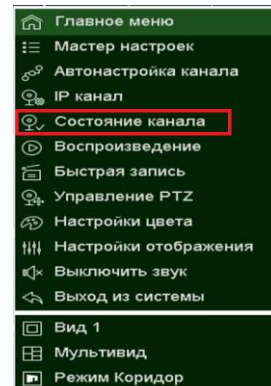 Главное меню
Мастер настроек
Автонастройка канала
IP канал
Состояние канала
Воспроизведение
Быстрая запись
Управление PTZ
Настройки цвета
Настройки отображения
Выключить звук
Выход из системы
Вид 1
Мультивид
Режим Коридор